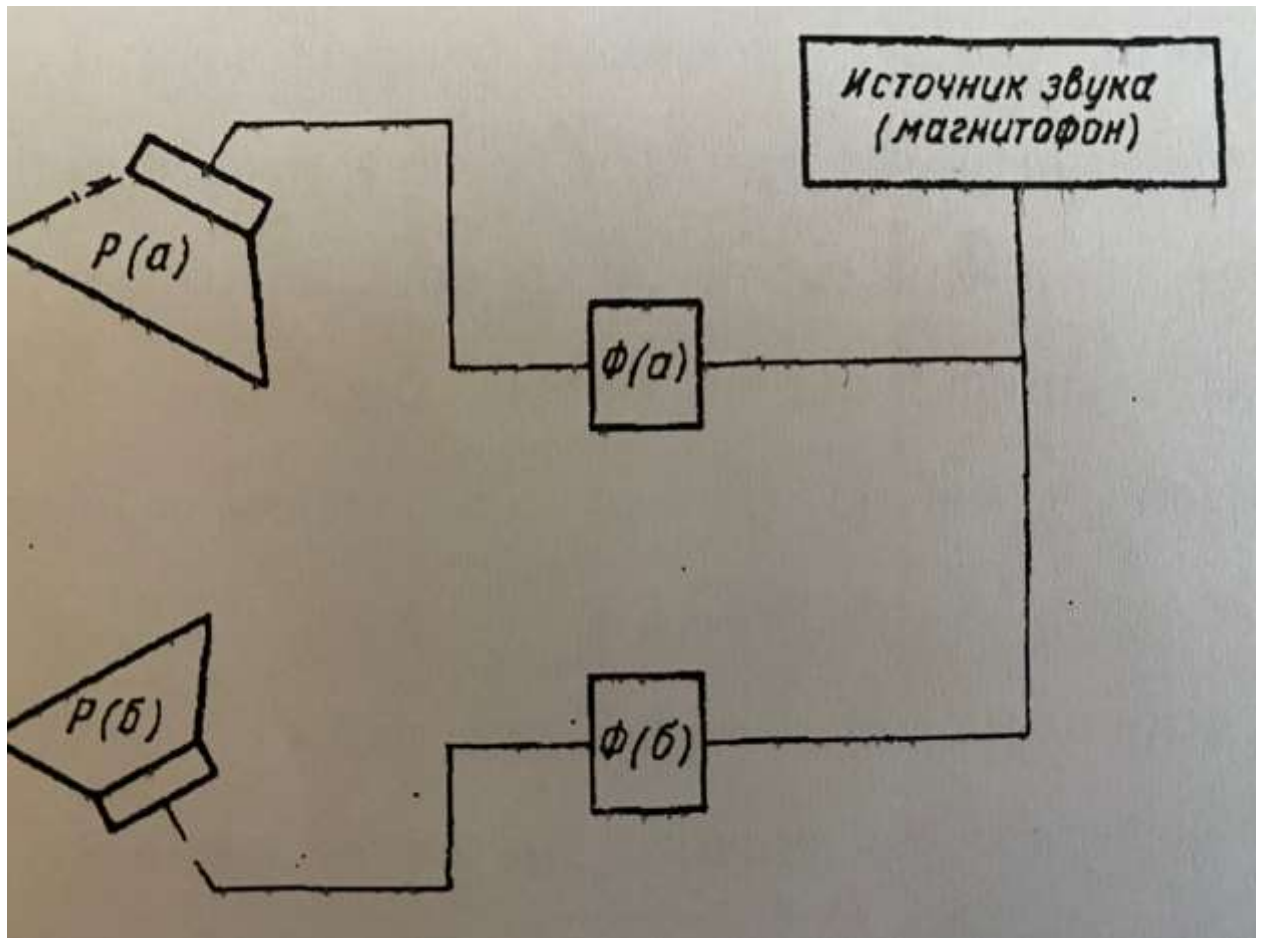 Источник звука
(магнитофон)
Р(а)
Ф(а)
Р(б)
Ф(б)